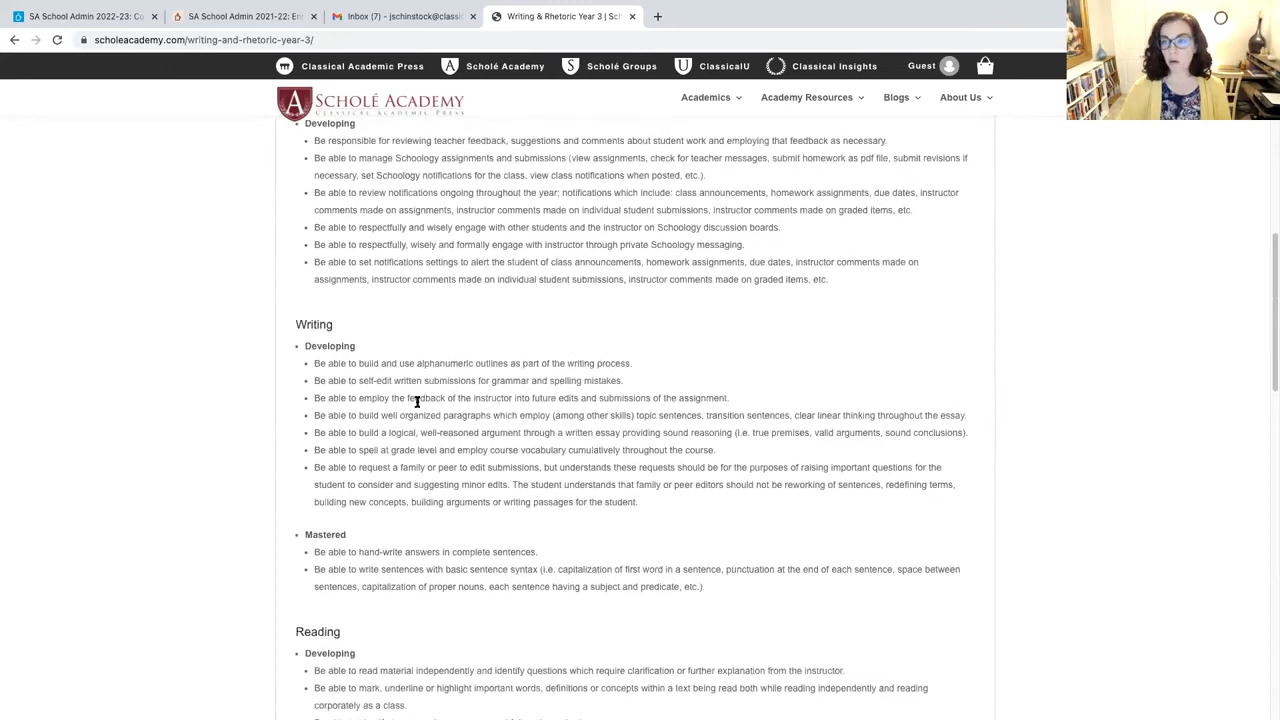 SA School Admin 2022-23: Co
SA School Admin 2021-22: Enr
Inbox (7) - jschinstock@classic
Writing & Rhetoric Year 3 | Sch
scholeacademy.com/writing-and-rhetoric-year-3/
Classical Academic Press
Scholé Academy
Scholé Groups
ClassicalU
Classical Insights
Guest
SCHOLÉ ACADEMY
CLASSICAL ACADEMIC PRESS
Academics
Academy Resources
Blogs
About Us
• Developing
• Be responsible for reviewing teacher feedback, suggestions and comments about student work and employing that feedback as necessary.
• Be able to manage Schoology assignments and submissions (view assignments, check for teacher messages, submit homework as pdf file, submit revisions if
necessary, set Schoology notifications for the class, view class notifications when posted, etc.).
• Be able to review notifications ongoing throughout the year; notifications which include: class announcements, homework assignments, due dates, instructor
comments made on assignments, instructor comments made on individual student submissions, instructor comments made on graded items, etc.
• Be able to respectfully and wisely engage with other students and the instructor on Schoology discussion boards.
• Be able to respectfully, wisely and formally engage with instructor through private Schoology messaging.
• Be able to set notifications settings to alert the student of class announcements, homework assignments, due dates, instructor comments made on
assignments, instructor comments made on individual student submissions, instructor comments made on graded items, etc.
Writing
• Developing
• Be able to build and use alphanumeric outlines as part of the writing process.
• Be able to self-edit written submissions for grammar and spelling mistakes.
• Be able to employ the feedback of the instructor into future edits and submissions of the assignment.
• Be able to build well organized paragraphs which employ (among other skills) topic sentences, transition sentences, clear linear thinking throughout the essay.
• Be able to build a logical, well-reasoned argument through a written essay providing sound reasoning (i.e. true premises, valid arguments, sound conclusions).
• Be able to spell at grade level and employ course vocabulary cumulatively throughout the course.
• Be able to request a family or peer to edit submissions, but understands these requests should be for the purposes of raising important questions for the
student to consider and suggesting minor edits. The student understands that family or peer editors should not be reworking of sentences, redefining terms,
building new concepts, building arguments or writing passages for the student.
• Mastered
• Be able to hand-write answers in complete sentences.
• Be able to write sentences with basic sentence syntax (i.e. capitalization of first word in a sentence, punctuation at the end of each sentence, space between
sentences, capitalization of proper nouns, each sentence having a subject and predicate, etc.).
Reading
• Developing
• Be able to read material independently and identify questions which require clarification or further explanation from the instructor.
• Be able to mark, underline or highlight important words, definitions or concepts within a text being read both while reading independently and reading
corporately as a class.